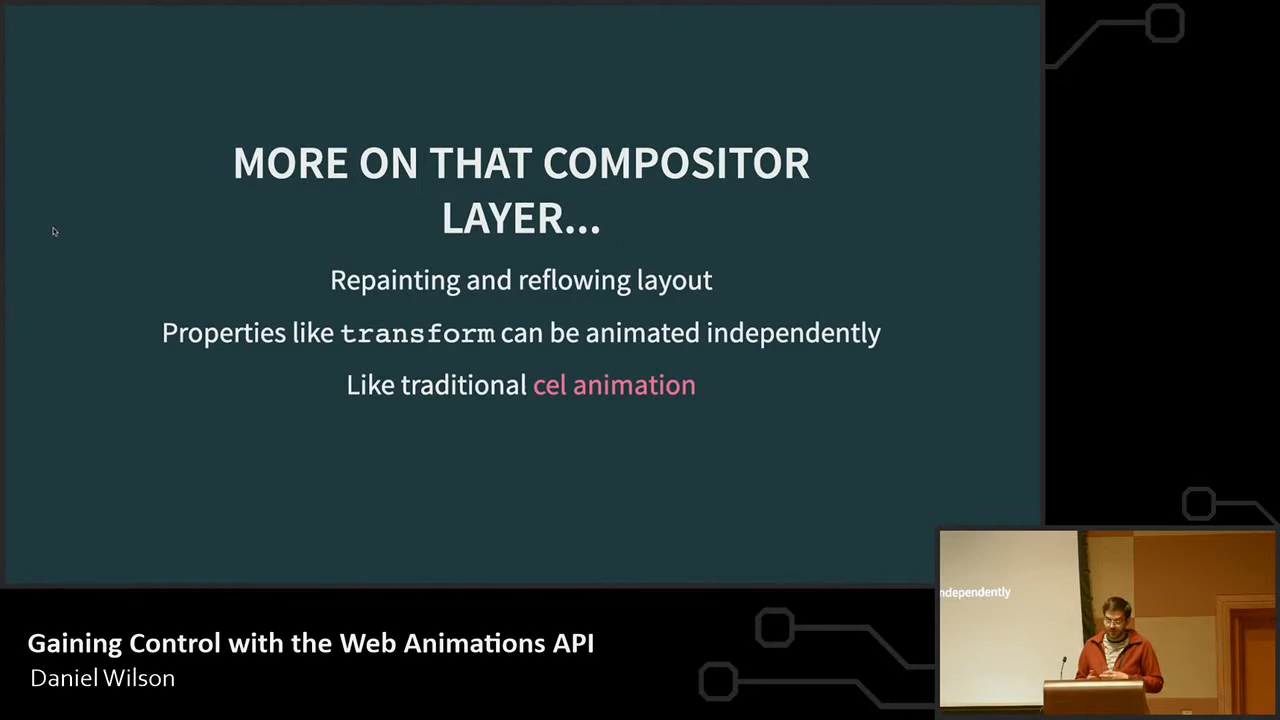 MORE ON THAT COMPOSITOR
LAYER...
Repainting and reflowing layout
Properties like transform can be animated independently
Like traditional cel animation
ndependently
Gaining Control with the Web Animations API
Daniel Wilson